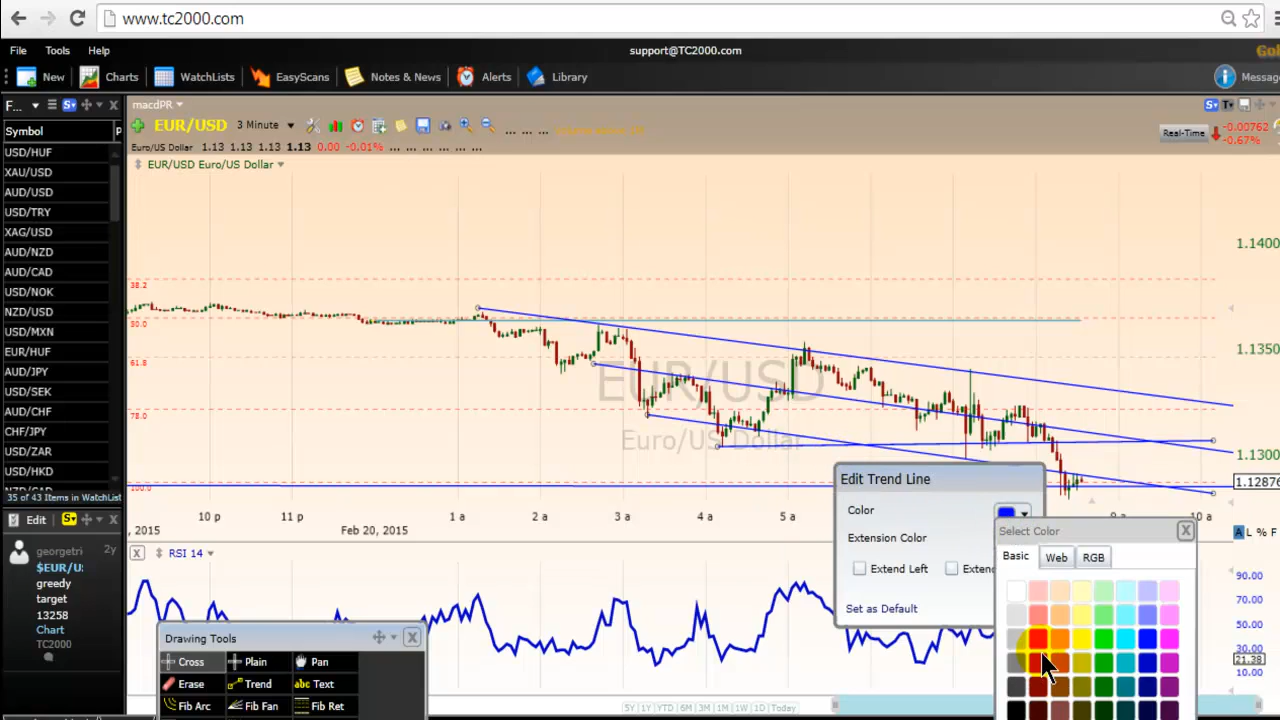 www.tc2000.com
File Tools Help support@TC2000.com
New Charts WatchLists EasyScans Notes & News Alerts Library Messag
F... S
macdPR
Symbol P
EUR/USD 3 Minute ... ... ...
Real-Time -0.00762
-0.67%
Euro/US Dollar 1.13 1.13 1.13 1.13 0.00 -0.01% ... ... ... ... ... ...
EUR/USD Euro/US Dollar
USD/HUF
XAU/USD
AUD/USD
USD/TRY
XAG/USD
AUD/NZD
AUD/CAD
USD/NOK
NZD/USD
USD/MXN
EUR/HUF
AUD/JPY
USD/SEK
AUD/CHF
CHF/JPY
USD/ZAR
USD/HKD
35 of 43 Items in WatchList
1.1400
1.1350
1.1300
1.12876
38.2
50.0
61.8
78.0
100.0
EUR/USD
Euro/US Dollar
, 2015 10 p 11 p Feb 20, 2015 1 a 2 a 3 a 4 a 5 a 9 a 10 a
A L % F
Edit S
georgetri 2y
$EUR/U:
greedy
target
13258
Chart
TC2000
X RSI 14
90.00
70.00
50.00
30.00
21.38
10.00
Edit Trend Line
Color
Extension Color
Extend Left Extend
Set as Default
Select Color X
Basic Web RGB
Drawing Tools X
Cross Plain Pan
Erase Trend abc Text
Fib Arc Fib Fan Fib Ret
5Y 1Y YTD 6M 3M 1M 1W 1D Today